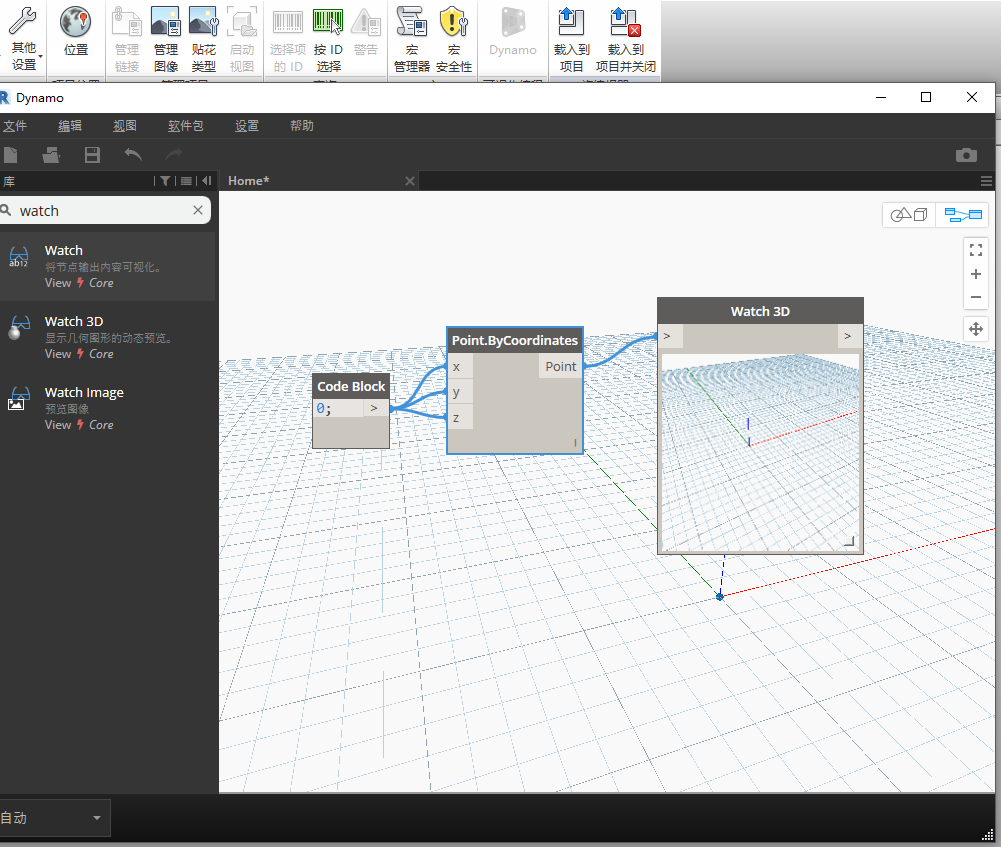 其他
设置
位置
管理
链接
管理
图像
贴花
类型
启动
视图
选择项
的 ID
按 ID
选择
警告
宏
管理器
宏
安全性
Dynamo
载入到
项目
载入到
项目并关闭
Dynamo
文件 编辑 视图 软件包 设置 帮助
库
Home*
watch
Watch
将节点输出内容可视化。
View Core
Watch 3D
显示几何图形的动态预览。
View Core
Watch Image
预览图像
View Core
Code Block
0;
>
Point.ByCoordinates
x
y
z
Point
Watch 3D
>
>
自动